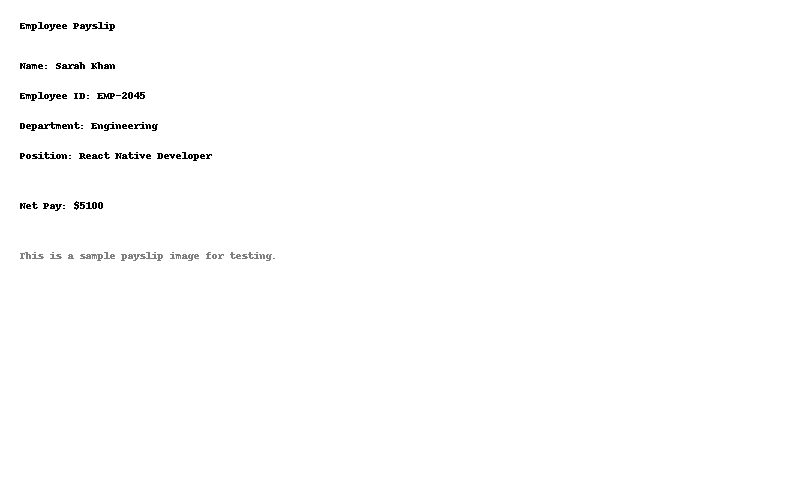 Employee Payslip
Name: Sarah Khan
Employee ID: EMP-2045
Department: Engineering
Position: React Native Developer
Net Pay: $5100
This is a sample payslip image for testing.